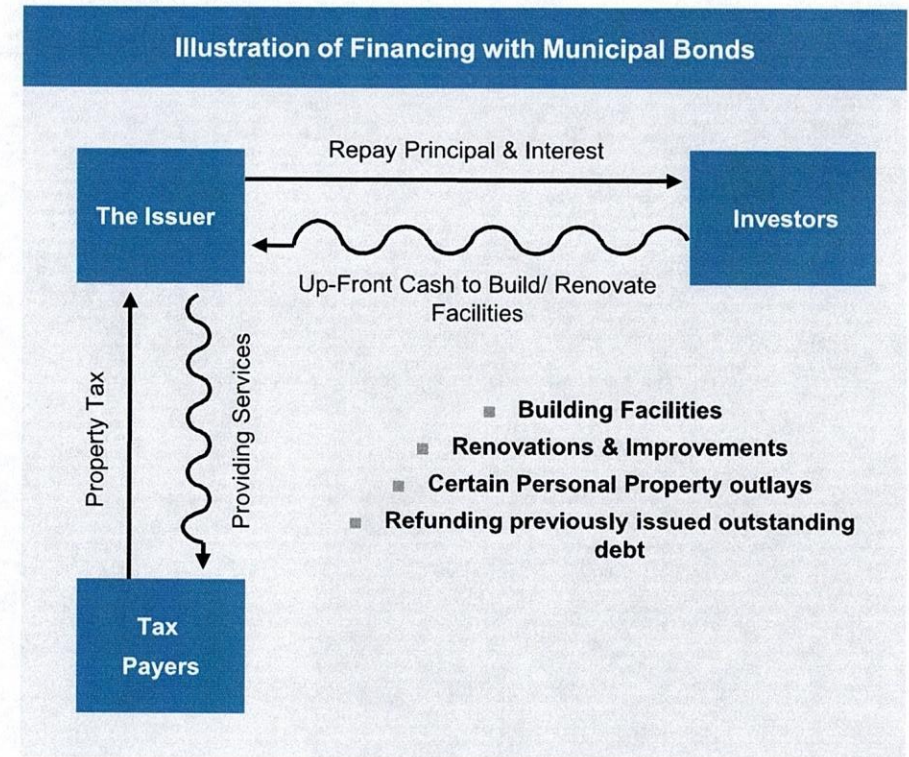 Illustration of Financing with Municipal Bonds
Repay Principal & Interest
The Issuer
Investors
Up-Front Cash to Build/ Renovate
Facilities
Property Tax
Providing Services
Building Facilities
Renovations & Improvements
Certain Personal Property outlays
Refunding previously issued outstanding
debt
Tax
Payers